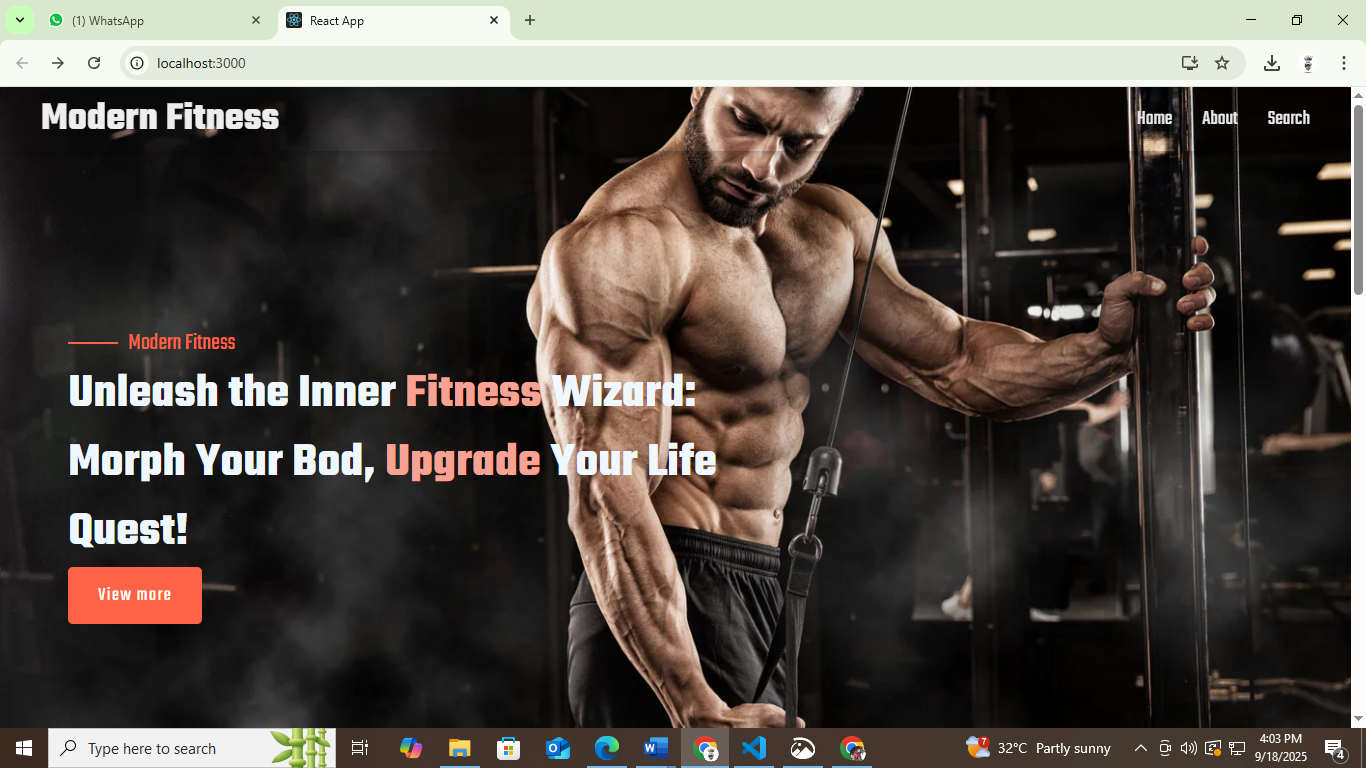 (1) WhatsApp
React App
localhost:3000
Modern Fitness
Home About Search
Modern Fitness
Unleash the Inner Fitness Wizard:
Morph Your Bod, Upgrade Your Life
Quest!
View more
Type here to search
7
32°C Partly sunny
4:03 PM
9/18/2025
4